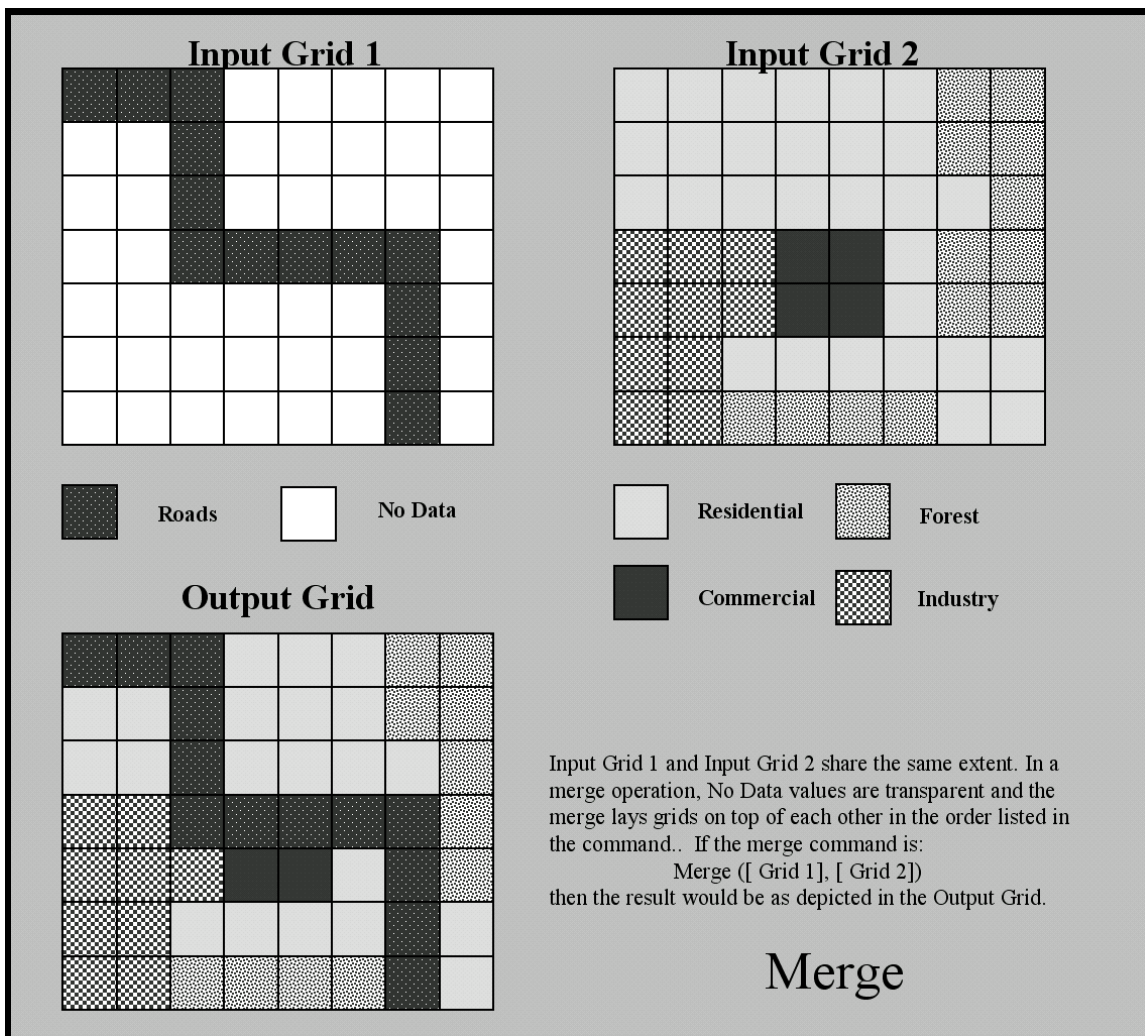 Input Grid 1
Input Grid 2
Roads
No Data
Residential
Forest
Commercial
Industry
Output Grid
Input Grid 1 and Input Grid 2 share the same extent. In a
merge operation, No Data values are transparent and the
merge lays grids on top of each other in the order listed in
the command.. If the merge command is:
Merge ([ Grid 1], [ Grid 2])
then the result would be as depicted in the Output Grid.
Merge